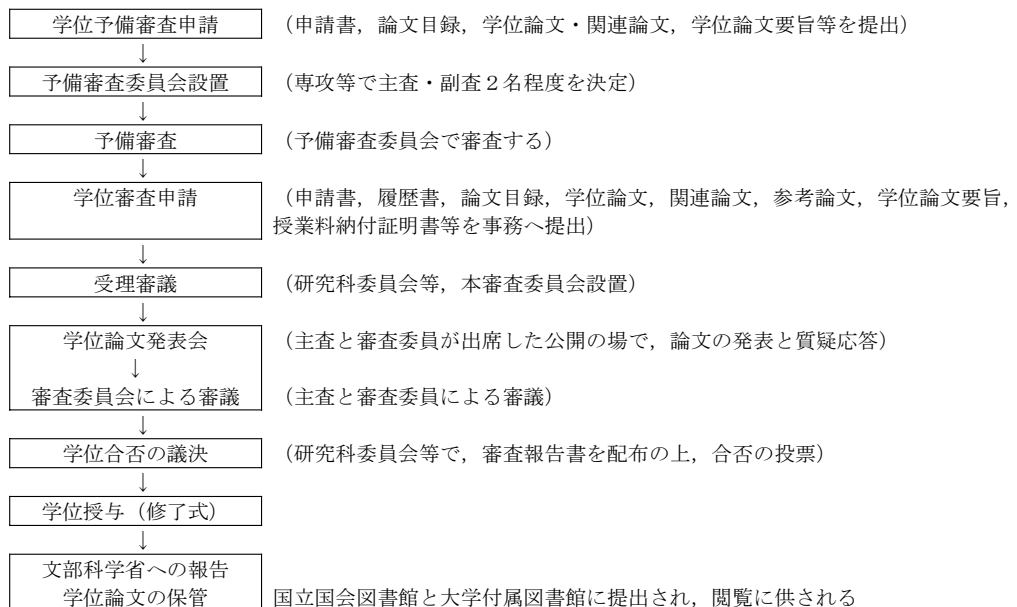 学位予備審査申請 （申請書，論文目録，学位論文・関連論文，学位論文要旨等を提出）
↓
予備審査委員会設置 （専攻等で主査・副査２名程度を決定）
↓
予備審査 （予備審査委員会で審査する）
↓
学位審査申請 （申請書，履歴書，論文目録，学位論文，関連論文，参考論文，学位論文要旨，
授業料納付証明書等を事務へ提出）
↓
受理審議 （研究科委員会等，本審査委員会設置）
↓
学位論文発表会 （主査と審査委員が出席した公開の場で，論文の発表と質疑応答）
↓
審査委員会による審議 （主査と審査委員による審議）
↓
学位合否の議決 （研究科委員会等で，審査報告書を配布の上，合否の投票）
↓
学位授与（修了式）
↓
文部科学省への報告
学位論文の保管 国立国会図書館と大学付属図書館に提出され，閲覧に供される